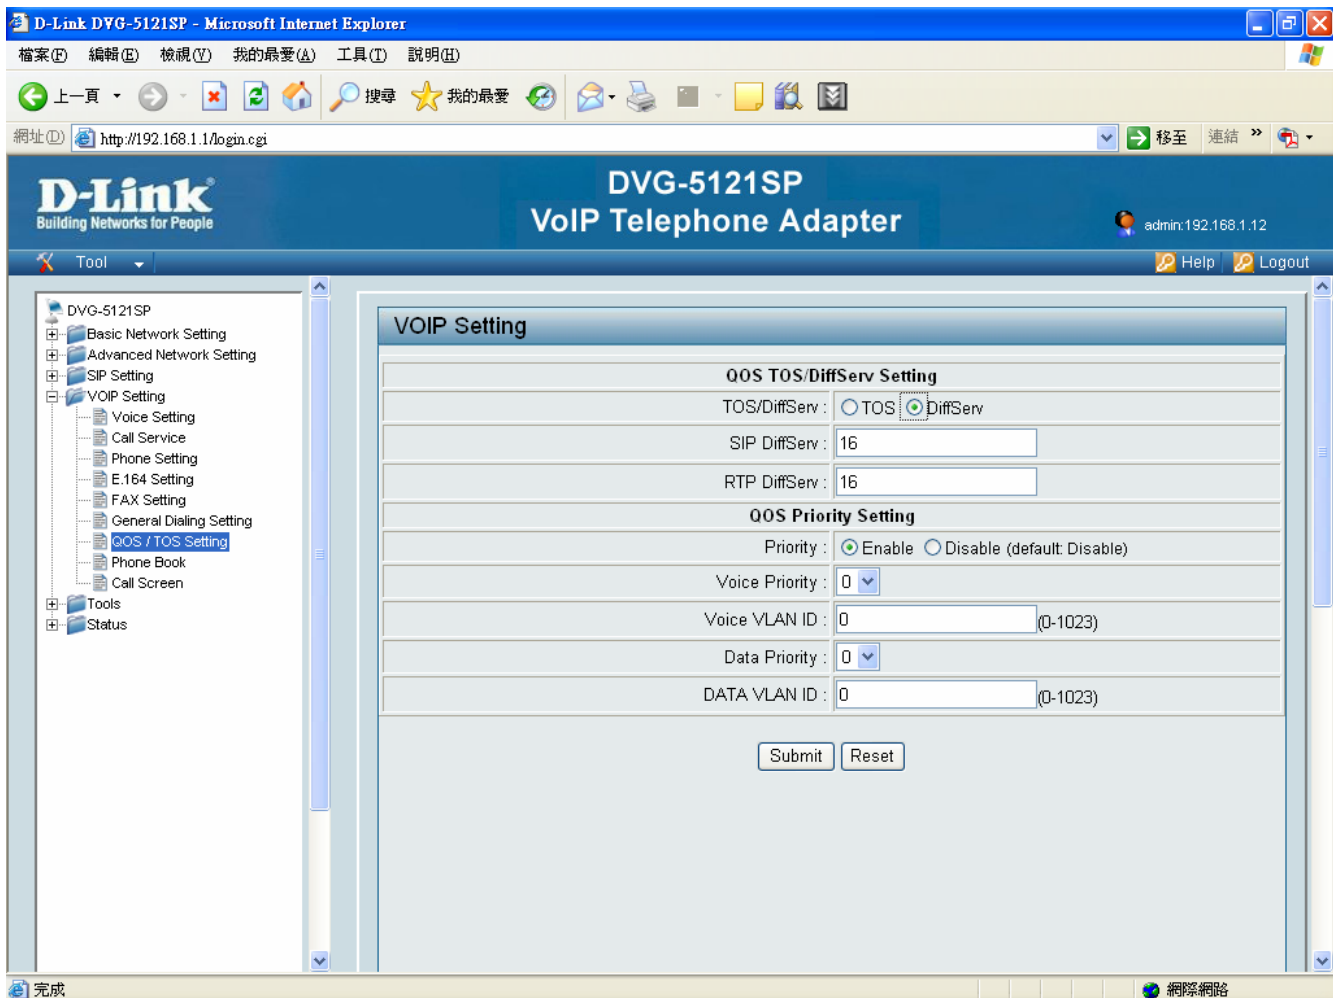 D-Link DVG-5121SP - Microsoft Internet Explorer
檔案(F) 編輯(E) 檢視(V) 我的最愛(A) 工具(T) 說明(H)
上一頁 搜尋 我的最愛
網址(D) http://192.168.1.1/login.cgi 移至 連結 »
D-Link®
Building Networks for People
DVG-5121SP
VoIP Telephone Adapter
admin:192.168.1.12
Tool Help Logout
DVG-5121SP
Basic Network Setting
Advanced Network Setting
SIP Setting
VOIP Setting
Voice Setting
Call Service
Phone Setting
E.164 Setting
FAX Setting
General Dialing Setting
QOS / TOS Setting
Phone Book
Call Screen
Tools
Status
VOIP Setting
QOS TOS/DiffServ Setting
TOS/DiffServ : TOS DiffServ
SIP DiffServ : 16
RTP DiffServ : 16
QOS Priority Setting
Priority : Enable Disable (default: Disable)
Voice Priority : 0
Voice VLAN ID : 0 (0-1023)
Data Priority : 0
DATA VLAN ID : 0 (0-1023)
Submit Reset
完成 網際網路